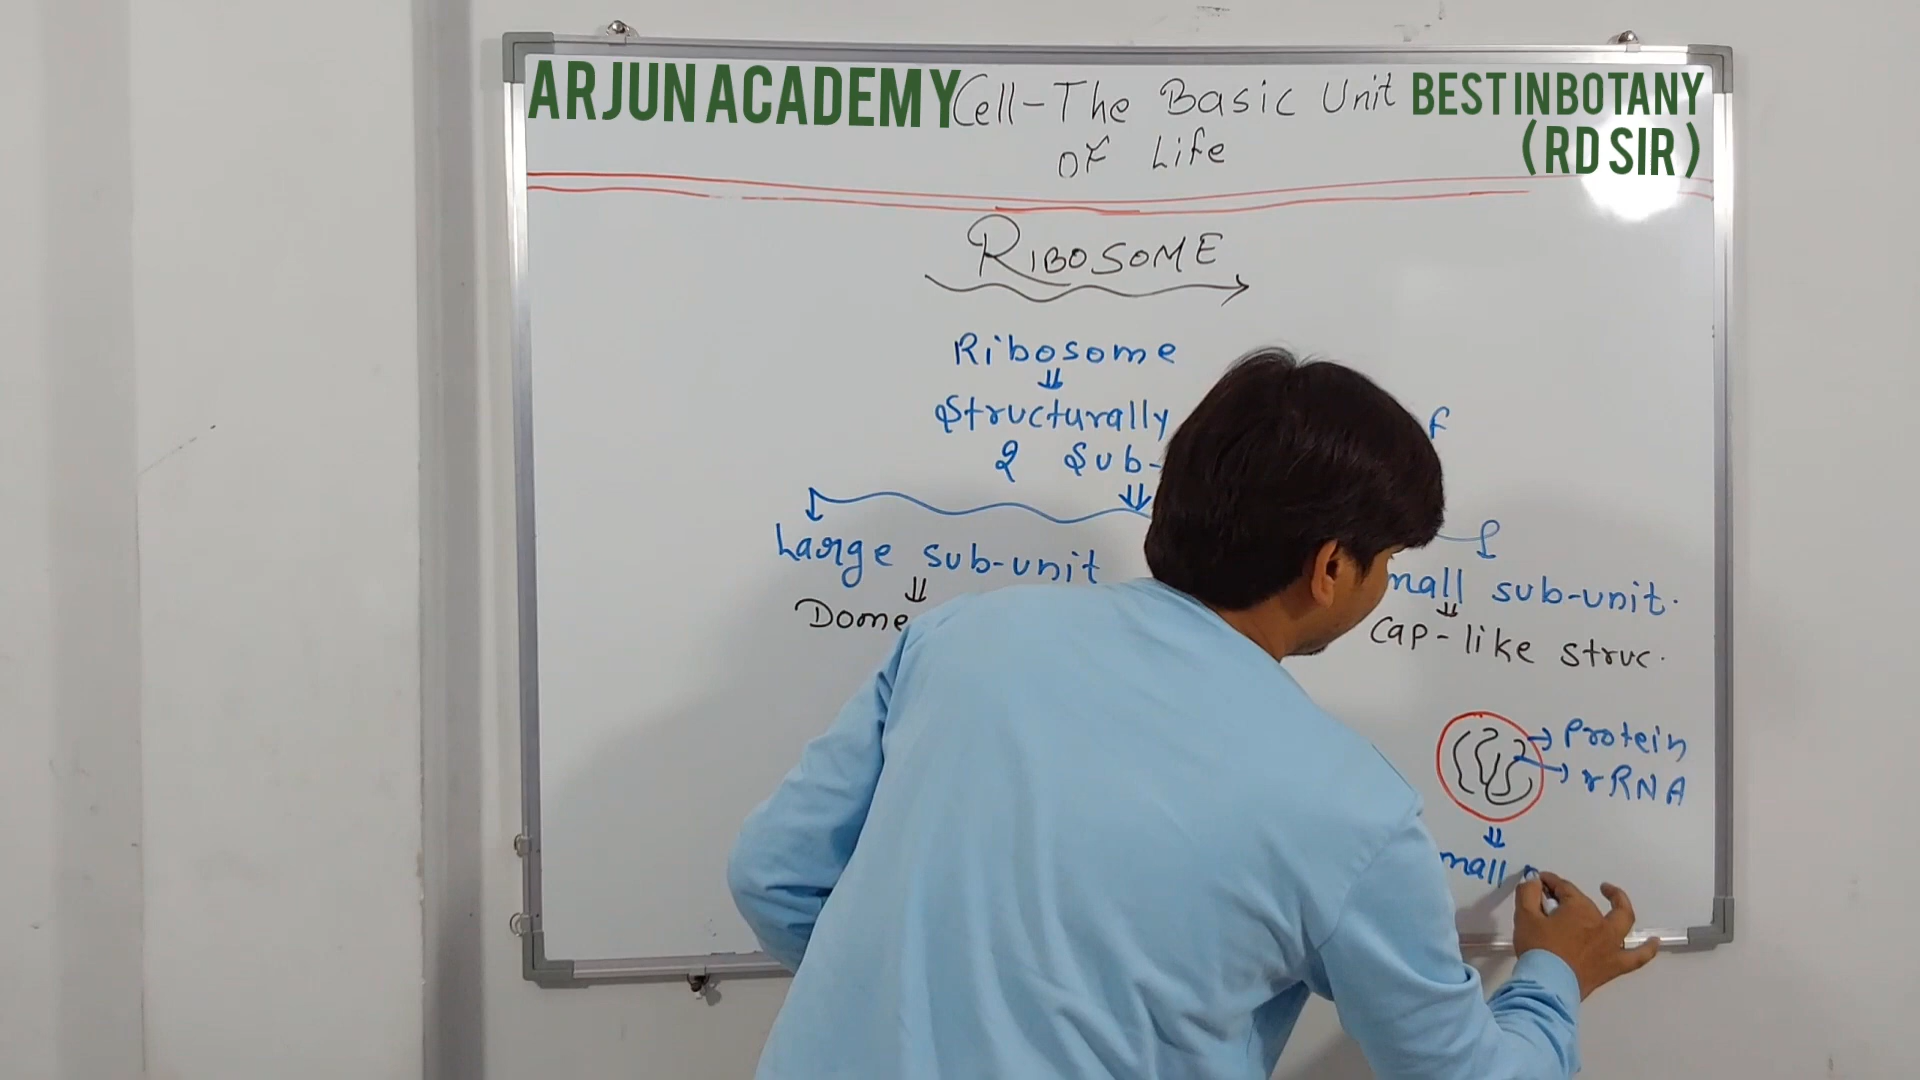 ARJUN ACADEMY
Cell-The Basic Unit
of Life
BEST IN BOTANY
(RD SIR)
RIBOSOME
Ribosome
Structurally
2 Sub-
Large sub-unit
mall sub-unit.
Dome
Cap-like struc.
Protein
rRNA
mall